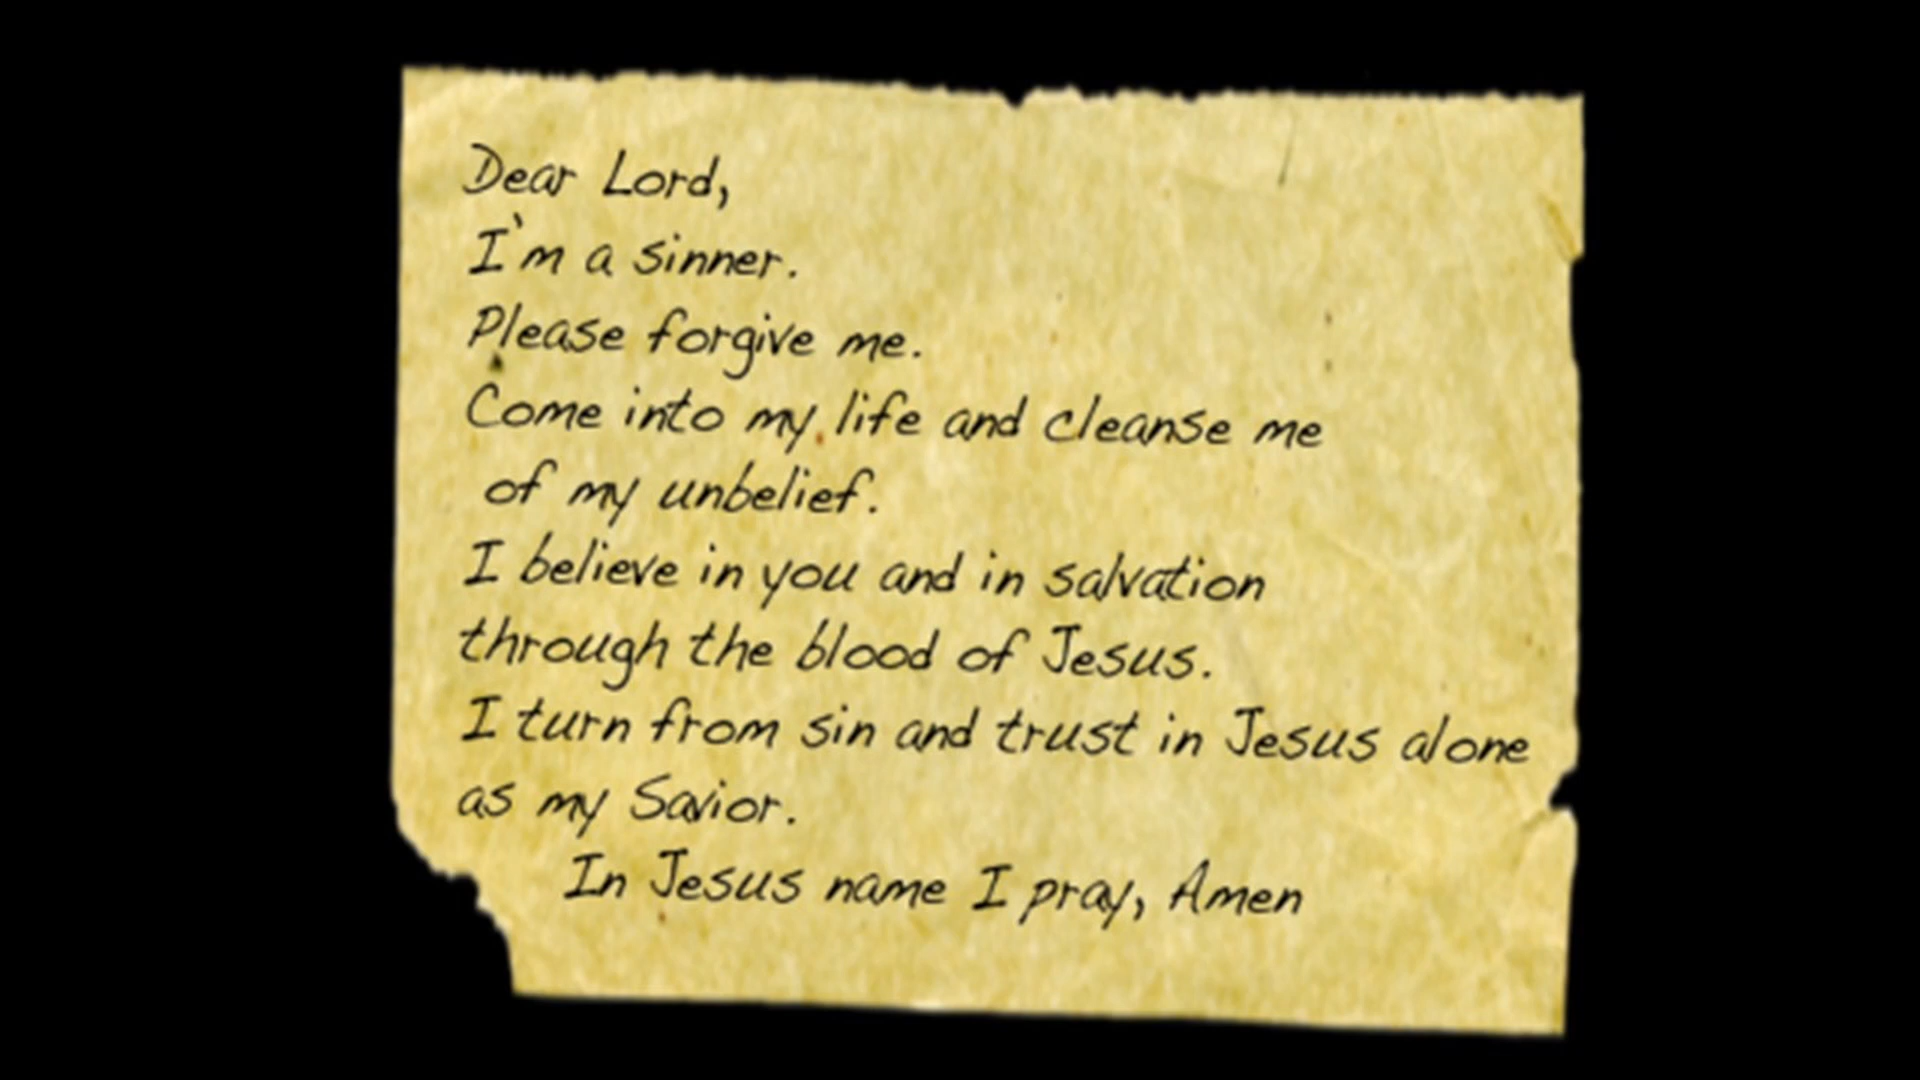 Dear Lord,
I'm a sinner.
Please forgive me.
Come into my life and cleanse me
of my unbelief.
I believe in you and in salvation
through the blood of Jesus.
I turn from sin and trust in Jesus alone
as my Savior.
In Jesus name I pray, Amen